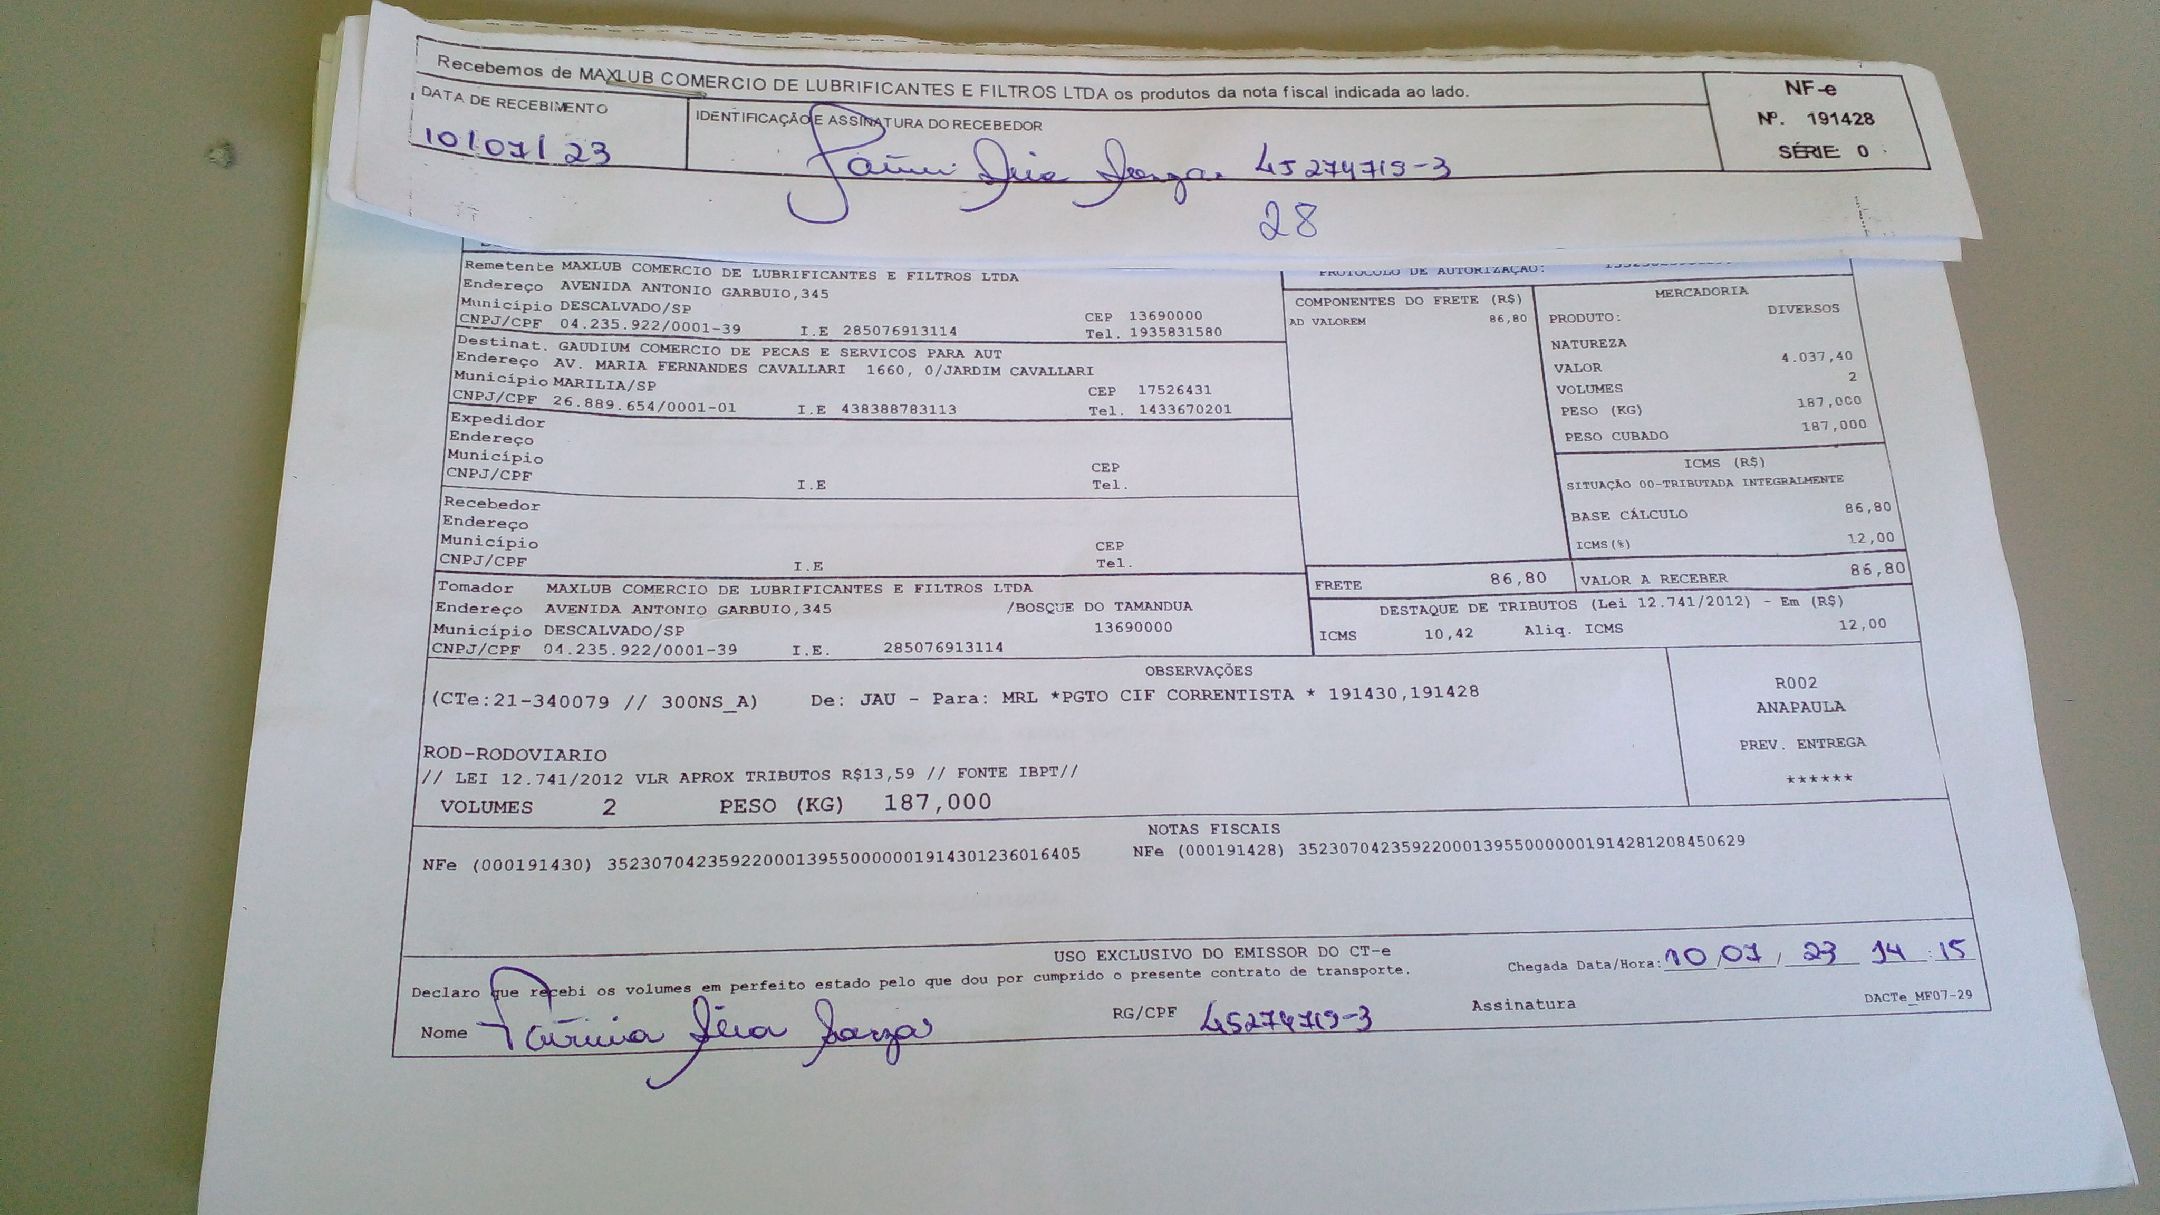 Recebemos de MAXLUB COMERCIO DE LUBRIFICANTES E FILTROS LTDA os produtos da nota fiscal indicada ao lado.
NF-e
Nº. 191428
SÉRIE 0
DATA DE RECEBIMENTO
IDENTIFICAÇÃO E ASSINATURA DO RECEBEDOR
10/07/23
45274719-3
28
PROTOCOLO DE AUTORIZAÇÃO:
Remetente MAXLUB COMERCIO DE LUBRIFICANTES E FILTROS LTDA
Endereço AVENIDA ANTONIO GARBUIO,345
Município DESCALVADO/SP CEP 13690000
CNPJ/CPF 04.235.922/0001-39 I.E 285076913114 Tel. 1935831580
Destinat. GAUDIUM COMERCIO DE PECAS E SERVICOS PARA AUT
Endereço AV. MARIA FERNANDES CAVALLARI 1660, 0/JARDIM CAVALLARI
Município MARILIA/SP CEP 17526431
CNPJ/CPF 26.889.654/0001-01 I.E 438388783113 Tel. 1433670201
Expedidor
Endereço
Município CEP
CNPJ/CPF I.E Tel.
Recebedor
Endereço
Município CEP
CNPJ/CPF I.E Tel.
Tomador MAXLUB COMERCIO DE LUBRIFICANTES E FILTROS LTDA
Endereço AVENIDA ANTONIO GARBUIO,345 /BOSQUE DO TAMANDUA
Município DESCALVADO/SP 13690000
CNPJ/CPF 04.235.922/0001-39 I.E. 285076913114
COMPONENTES DO FRETE (R$)
AD VALOREM 86,80
MERCADORIA
PRODUTO: DIVERSOS
NATUREZA
VALOR 4.037,40
VOLUMES 2
PESO (KG) 187,000
PESO CUBADO 187,000
ICMS (R$)
SITUAÇÃO 00-TRIBUTADA INTEGRALMENTE
BASE CÁLCULO 86,80
ICMS(%) 12,00
FRETE 86,80 VALOR A RECEBER 86,80
DESTAQUE DE TRIBUTOS (Lei 12.741/2012) - Em (R$)
ICMS 10,42 Aliq. ICMS 12,00
OBSERVAÇÕES
(CTe:21-340079 // 300NS_A) De: JAU - Para: MRL *PGTO CIF CORRENTISTA * 191430,191428
ROD-RODOVIARIO
// LEI 12.741/2012 VLR APROX TRIBUTOS R$13,59 // FONTE IBPT//
VOLUMES 2 PESO (KG) 187,000
R002
ANAPAULA
PREV. ENTREGA
******
NOTAS FISCAIS
NFe (000191430) 35230704235922000139550000001914301236016405 NFe (000191428) 35230704235922000139550000001914281208450629
USO EXCLUSIVO DO EMISSOR DO CT-e
Declaro que recebi os volumes em perfeito estado pelo que dou por cumprido o presente contrato de transporte.
Chegada Data/Hora: 10/07/23 14:15
Nome RG/CPF 45274719-3 Assinatura
DACTe_MF07-29